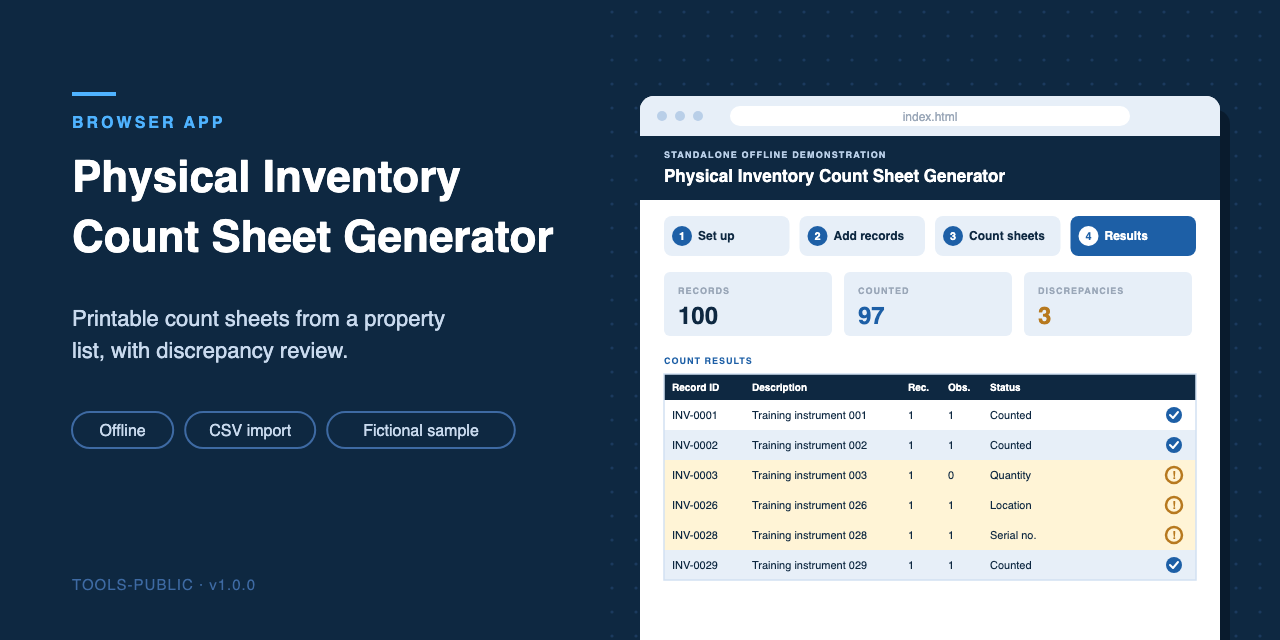 BROWSER APP
Physical Inventory
Count Sheet Generator
Printable count sheets from a property
list, with discrepancy review.
Offline CSV import Fictional sample
TOOLS-PUBLIC · v1.0.0
index.html
STANDALONE OFFLINE DEMONSTRATION
Physical Inventory Count Sheet Generator
1 Set up 2 Add records 3 Count sheets 4 Results
RECORDS COUNTED DISCREPANCIES
100 97 3
COUNT RESULTS
Record ID Description Rec. Obs. Status
INV-0001 Training instrument 001 1 1 Counted
INV-0002 Training instrument 002 1 1 Counted
INV-0003 Training instrument 003 1 0 Quantity !
INV-0026 Training instrument 026 1 1 Location !
INV-0028 Training instrument 028 1 1 Serial no. !
INV-0029 Training instrument 029 1 1 Counted